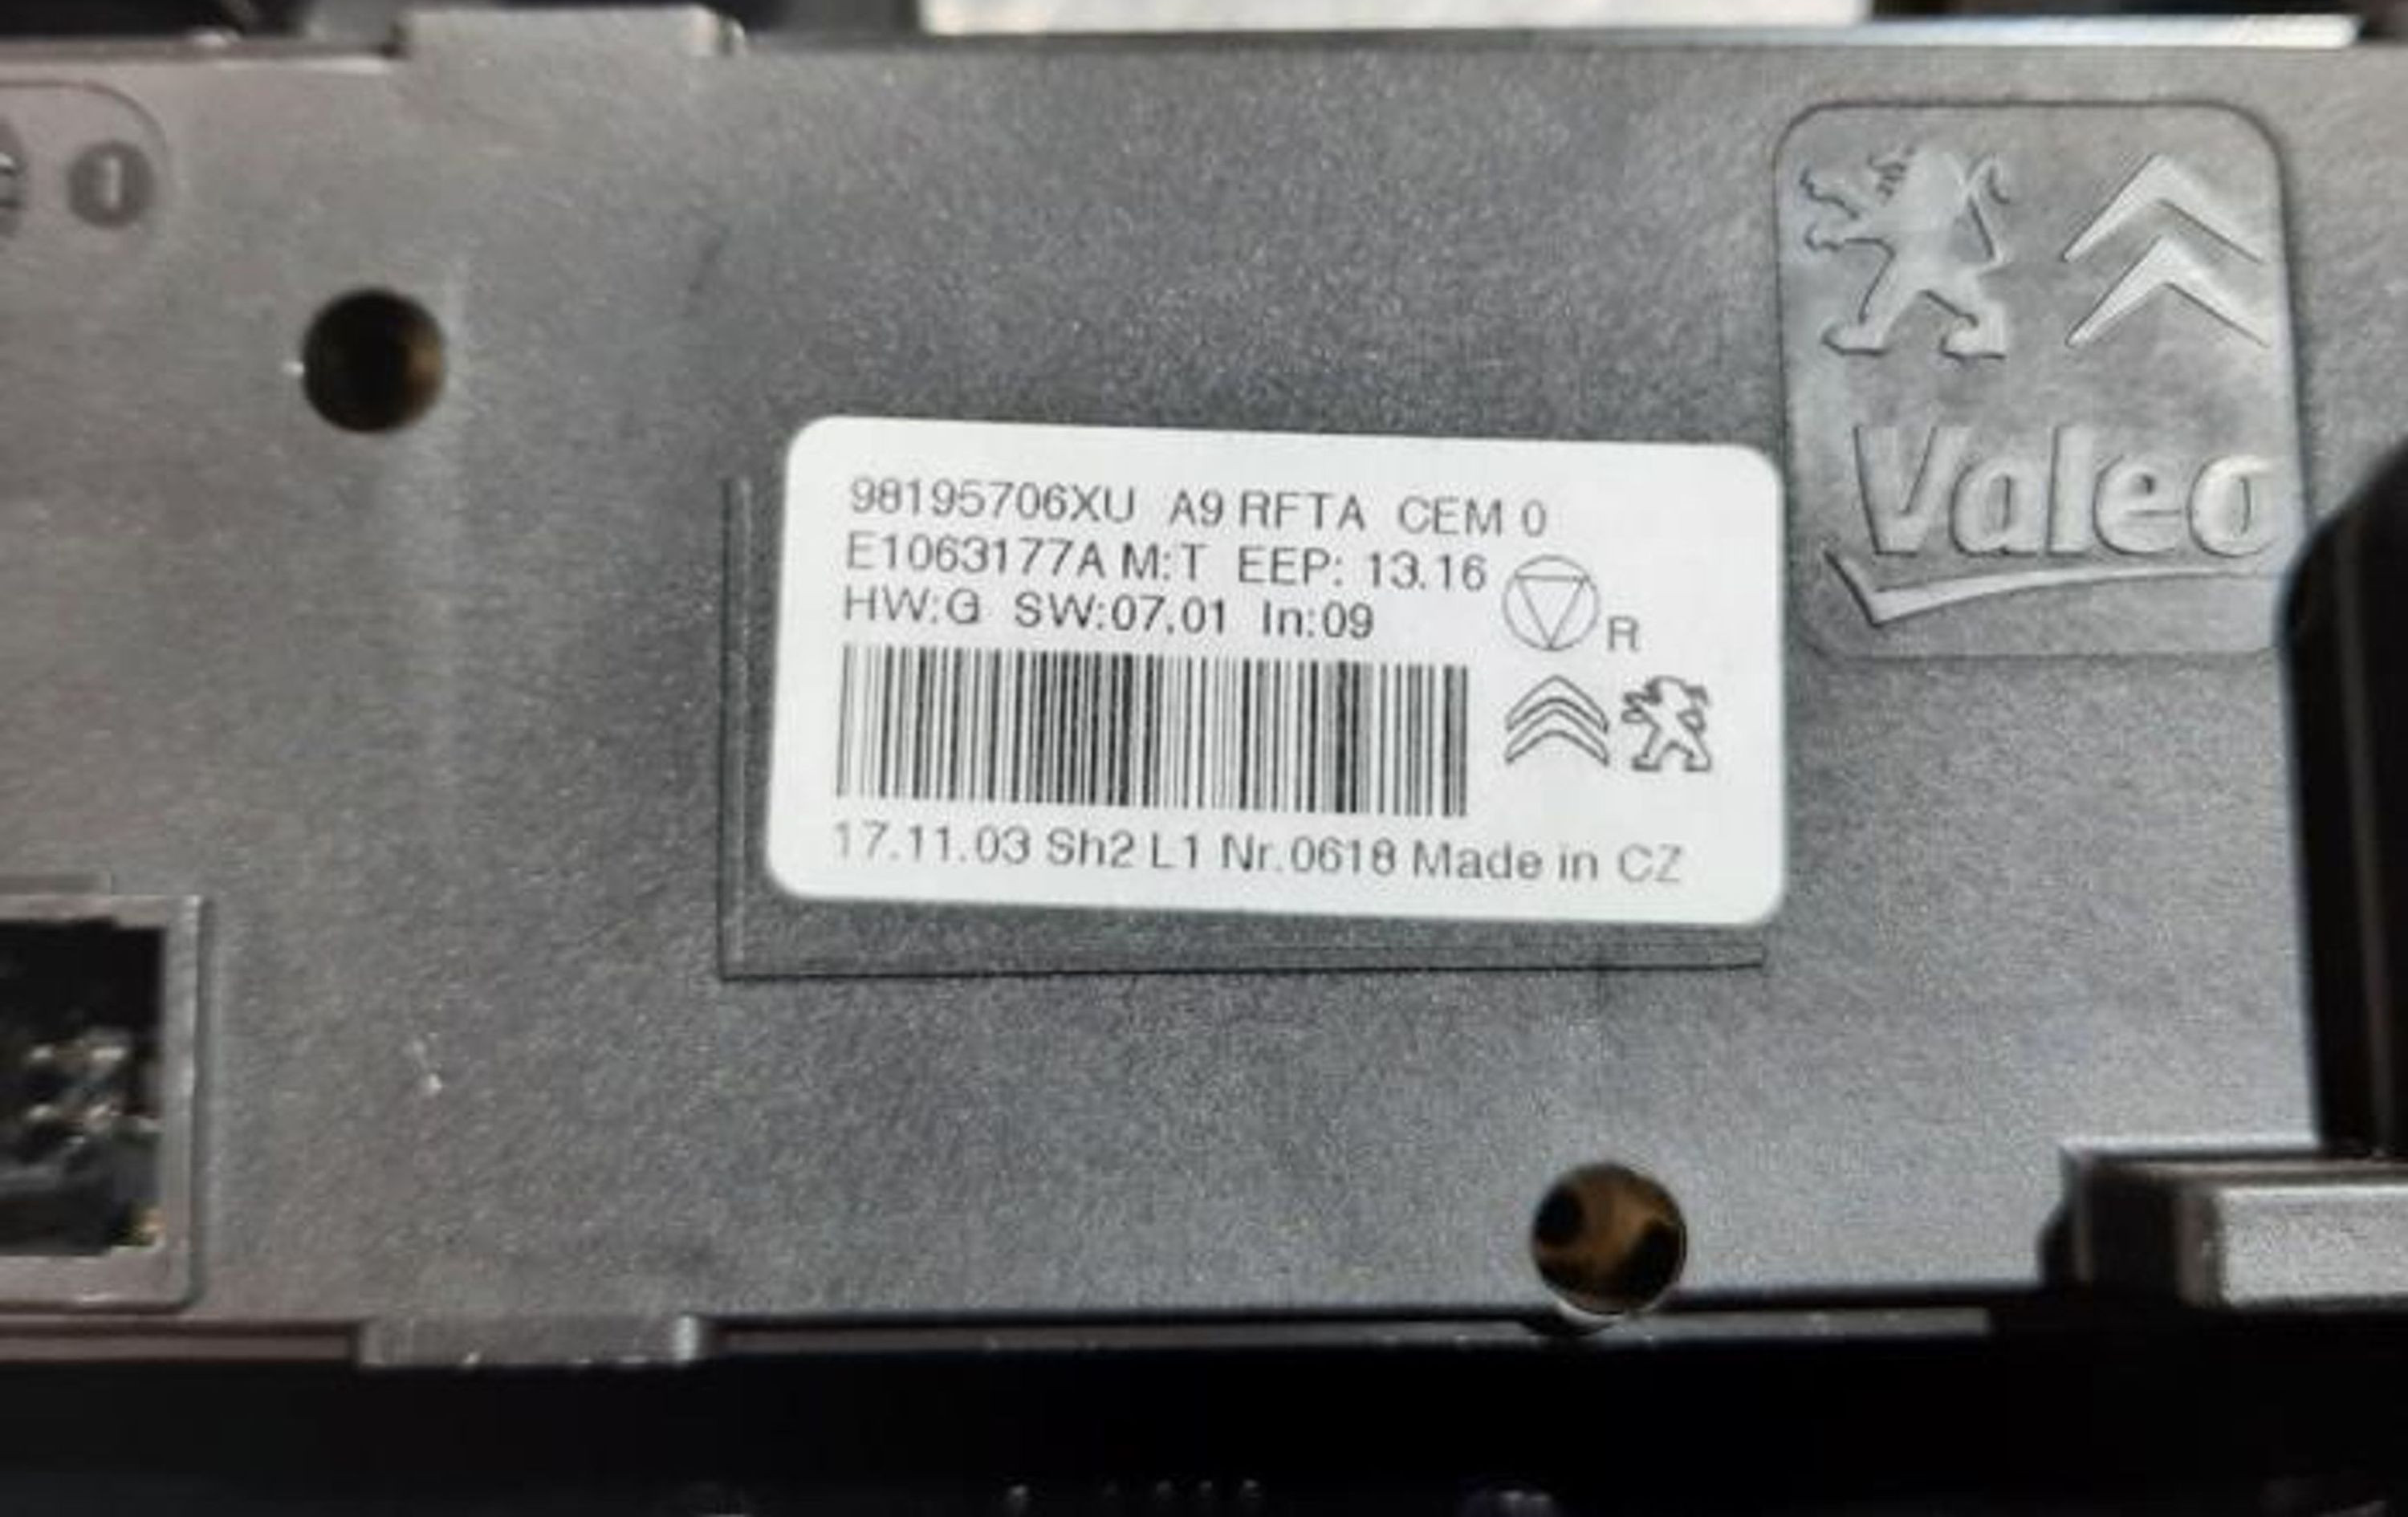 98195706XU A9 RFTA CEM 0
E1063177A M:T EEP: 13.16
HW:G SW:07.01 In:09
R
17.11.03 Sh2 L1 Nr.0618 Made in CZ
Valeo
1